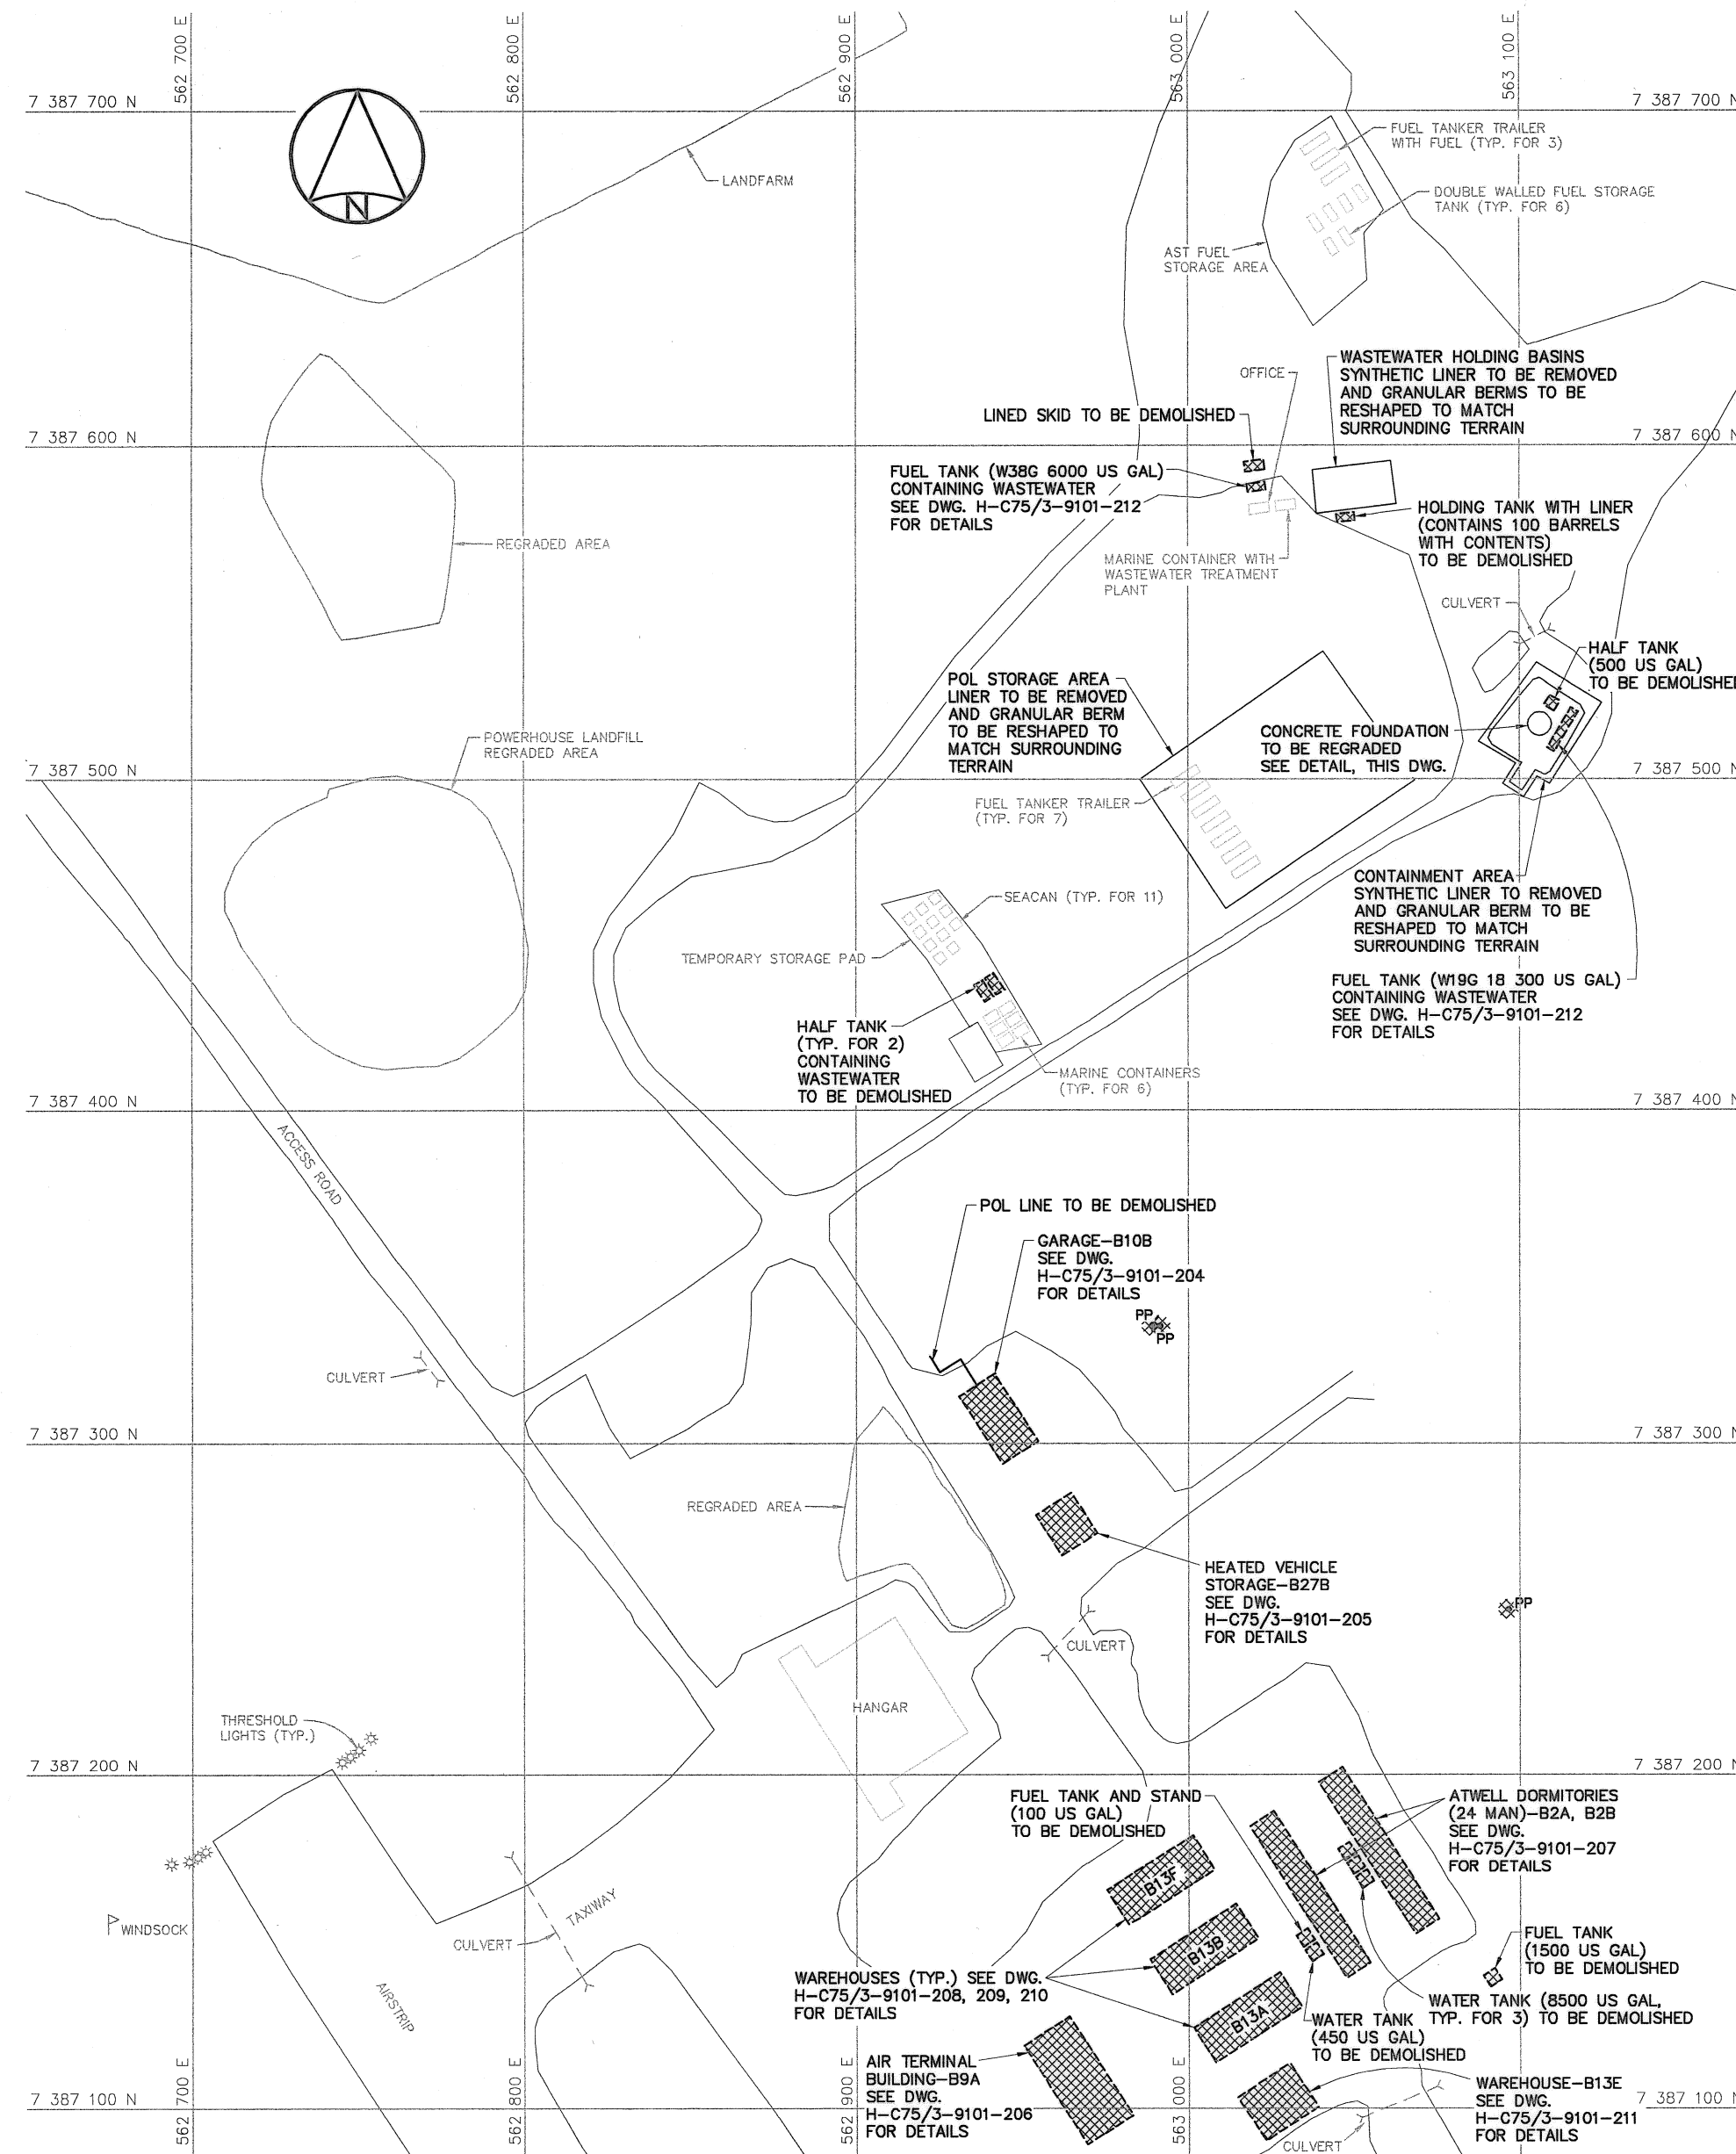 562 700 E
562 800 E
562 900 E
563 000 E
563 100 E
7 387 700 N
7 387 700 N
N
LANDFARM
FUEL TANKER TRAILER
WITH FUEL (TYP. FOR 3)
DOUBLE WALLED FUEL STORAGE
TANK (TYP. FOR 6)
AST FUEL
STORAGE AREA
WASTEWATER HOLDING BASINS
SYNTHETIC LINER TO BE REMOVED
AND GRANULAR BERMS TO BE
RESHAPED TO MATCH
SURROUNDING TERRAIN
OFFICE
LINED SKID TO BE DEMOLISHED
7 387 600 N
7 387 600 N
FUEL TANK (W38G 6000 US GAL)
CONTAINING WASTEWATER
SEE DWG. H-C75/3-9101-212
FOR DETAILS
HOLDING TANK WITH LINER
(CONTAINS 100 BARRELS
WITH CONTENTS)
TO BE DEMOLISHED
REGRADED AREA
MARINE CONTAINER WITH
WASTEWATER TREATMENT
PLANT
CULVERT
HALF TANK
(500 US GAL)
TO BE DEMOLISHED
POL STORAGE AREA
LINER TO BE REMOVED
AND GRANULAR BERM
TO BE RESHAPED TO
MATCH SURROUNDING
TERRAIN
CONCRETE FOUNDATION
TO BE REGRADED
SEE DETAIL, THIS DWG.
POWERHOUSE LANDFILL
REGRADED AREA
7 387 500 N
7 387 500 N
FUEL TANKER TRAILER
(TYP. FOR 7)
CONTAINMENT AREA
SYNTHETIC LINER TO REMOVED
AND GRANULAR BERM TO BE
RESHAPED TO MATCH
SURROUNDING TERRAIN
SEACAN (TYP. FOR 11)
TEMPORARY STORAGE PAD
FUEL TANK (W19G 18 300 US GAL)
CONTAINING WASTEWATER
SEE DWG. H-C75/3-9101-212
FOR DETAILS
HALF TANK
(TYP. FOR 2)
CONTAINING
WASTEWATER
TO BE DEMOLISHED
MARINE CONTAINERS
(TYP. FOR 6)
7 387 400 N
7 387 400 N
ACCESS ROAD
POL LINE TO BE DEMOLISHED
GARAGE-B10B
SEE DWG.
H-C75/3-9101-204
FOR DETAILS
PP
PP
CULVERT
7 387 300 N
7 387 300 N
REGRADED AREA
HEATED VEHICLE
STORAGE-B27B
SEE DWG.
H-C75/3-9101-205
FOR DETAILS
PP
CULVERT
HANGAR
THRESHOLD
LIGHTS (TYP.)
7 387 200 N
7 387 200 N
FUEL TANK AND STAND
(100 US GAL)
TO BE DEMOLISHED
ATWELL DORMITORIES
(24 MAN)-B2A, B2B
SEE DWG.
H-C75/3-9101-207
FOR DETAILS
B13F
B13B
B13A
WINDSOCK
TAXIWAY
CULVERT
AIRSTRIP
WAREHOUSES (TYP.) SEE DWG.
H-C75/3-9101-208, 209, 210
FOR DETAILS
FUEL TANK
(1500 US GAL)
TO BE DEMOLISHED
WATER TANK (8500 US GAL,
TYP. FOR 3) TO BE DEMOLISHED
WATER TANK
(450 US GAL)
TO BE DEMOLISHED
AIR TERMINAL
BUILDING-B9A
SEE DWG.
H-C75/3-9101-206
FOR DETAILS
WAREHOUSE-B13E
SEE DWG.
H-C75/3-9101-211
FOR DETAILS
7 387 100 N
7 387 100 N
CULVERT
562 700 E
562 800 E
562 900 E
563 000 E